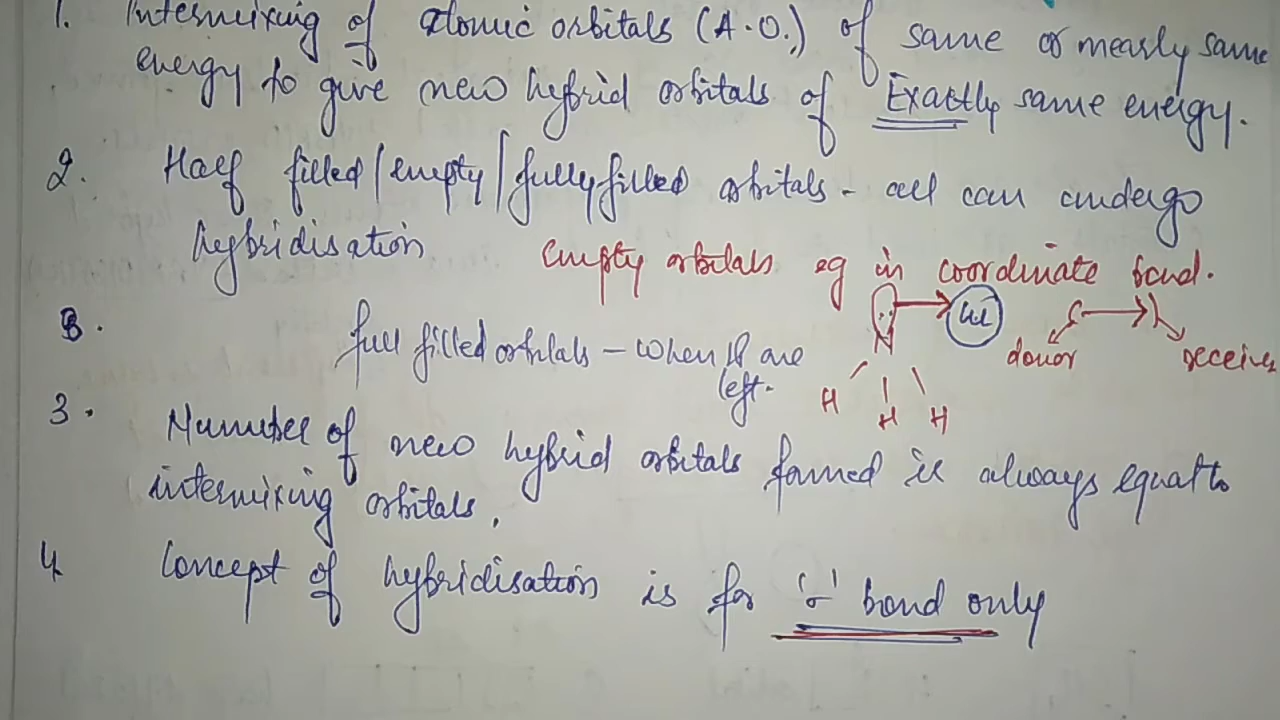 1. Intermixing of atomic orbitals (A.O.) of same or nearly same
energy to give new hybrid orbitals of Exactly same energy.
2. Half filled/empty/fullyfilled orbitals - all can undergo
hybridisation
empty orbitals eg in coordinate bond.
3.
full filled orbitals – when lp are
left.
N
H H H
donor
receiver
3. Number of new hybrid orbitals formed is always equal to
intermixing orbitals.
4 Concept of hybridisation is for 'σ' bond only